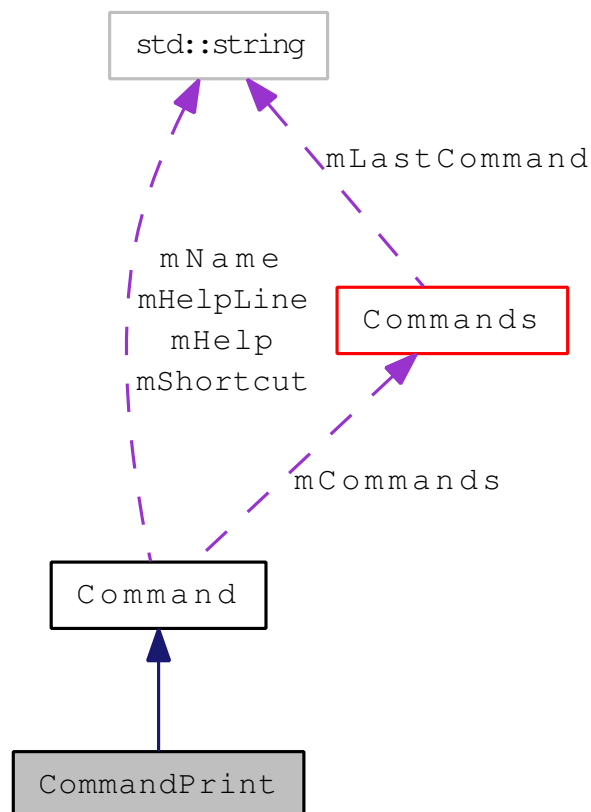 std::string
mLastCommand
mName
mHelpLine
mHelp
mShortcut
Commands
mCommands
Command
CommandPrint